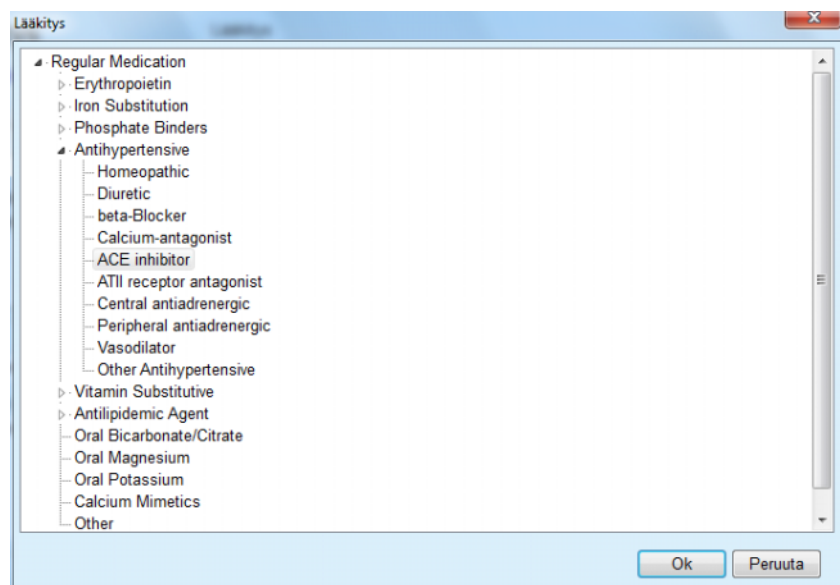 Lääkitys
Regular Medication
Erythropoietin
Iron Substitution
Phosphate Binders
Antihypertensive
Homeopathic
Diuretic
beta-Blocker
Calcium-antagonist
ACE inhibitor
ATII receptor antagonist
Central antiadrenergic
Peripheral antiadrenergic
Vasodilator
Other Antihypertensive
Vitamin Substitutive
Antilipidemic Agent
Oral Bicarbonate/Citrate
Oral Magnesium
Oral Potassium
Calcium Mimetics
Other
Ok Peruuta